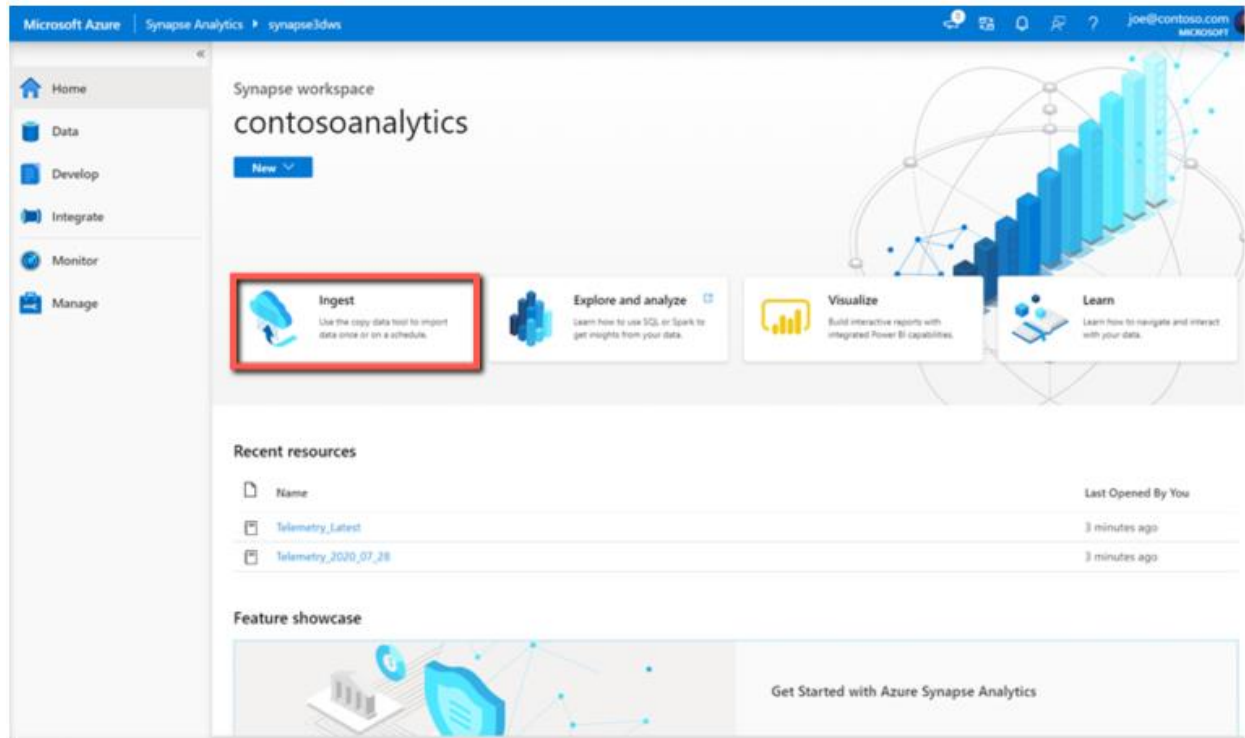 Microsoft Azure
Synapse Analytics
synapse3dws
joe@contoso.com
MICROSOFT
«
Home
Data
Develop
Integrate
Monitor
Manage
Synapse workspace
contosoanalytics
New
Ingest
Use the copy data tool to import
data once or on a schedule.
Explore and analyze
Learn how to use SQL or Spark to
get insights from your data.
Visualize
Build interactive reports with
integrated Power BI capabilities.
Learn
Learn how to navigate and interact
with your data.
Recent resources
Name
Last Opened By You
Telemetry_Latest
3 minutes ago
Telemetry_2020_07_28
3 minutes ago
Feature showcase
Get Started with Azure Synapse Analytics